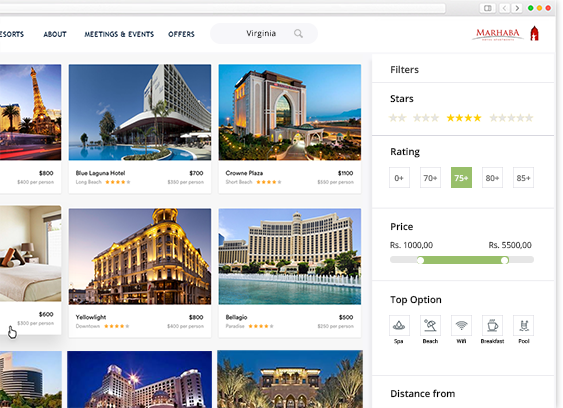 ESORTS ABOUT MEETINGS & EVENTS OFFERS Virginia
MARHABA
Filters
Stars
Rating
0+ 70+ 75+ 80+ 85+
Price
Rs. 1000,00 Rs. 5500,00
Top Option
Spa Beach Wifi Breakfast Pool
Distance from
$800
$400 per person
Blue Laguna Hotel $700
Long Beach $350 per person
Crowne Plaza $1100
Short Beach $550 per person
$600
$300 per person
Yellowlight $800
Downtown $400 per person
Bellagio $500
Paradise $250 per person